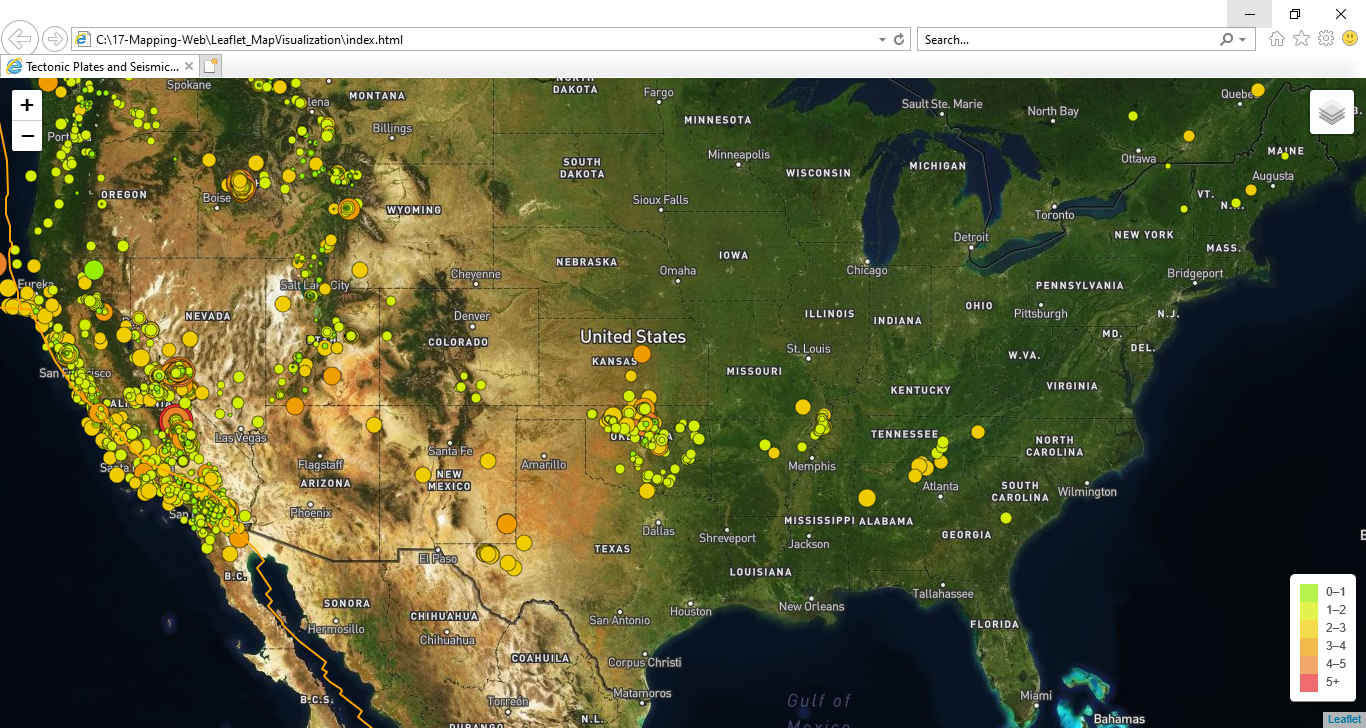 C:\17-Mapping-Web\Leaflet_MapVisualization\index.html
Search...
Tectonic Plates and Seismic...
+
−
Spokane
MONTANA
NORTH
DAKOTA
Fargo
Billings
MINNESOTA
Sault Ste. Marie
North Bay
Minneapolis
SOUTH
DAKOTA
WISCONSIN
MICHIGAN
Ottawa
MAINE
Augusta
VT.
OREGON
Boise
WYOMING
Sioux Falls
Toronto
NEW YORK
MASS.
Detroit
IOWA
NEBRASKA
Omaha
Chicago
Bridgeport
PENNSYLVANIA
Eureka
Cheyenne
Salt Lake City
NEVADA
Denver
COLORADO
ILLINOIS
INDIANA
OHIO
Pittsburgh
N.J.
MD.
DEL.
United States
KANSAS
St. Louis
MISSOURI
W.VA.
KENTUCKY
VIRGINIA
San Francisco
Las Vegas
Santa Fe
Amarillo
Flagstaff
ARIZONA
NEW
MEXICO
Memphis
TENNESSEE
NORTH
CAROLINA
Atlanta
SOUTH
CAROLINA
Wilmington
Phoenix
Dallas
Shreveport
MISSISSIPPI
ALABAMA
Jackson
GEORGIA
TEXAS
El Paso
LOUISIANA
B.C.
SONORA
Hermosillo
CHIHUAHUA
Chihuahua
San Antonio
Houston
New Orleans
Tallahassee
FLORIDA
COAHUILA
Corpus Christi
Matamoros
Torreón
B.C.S.
N.L.
DURANGO
Gulf of
Mexico
Miami
Bahamas
0–1
1–2
2–3
3–4
4–5
5+
Leaflet